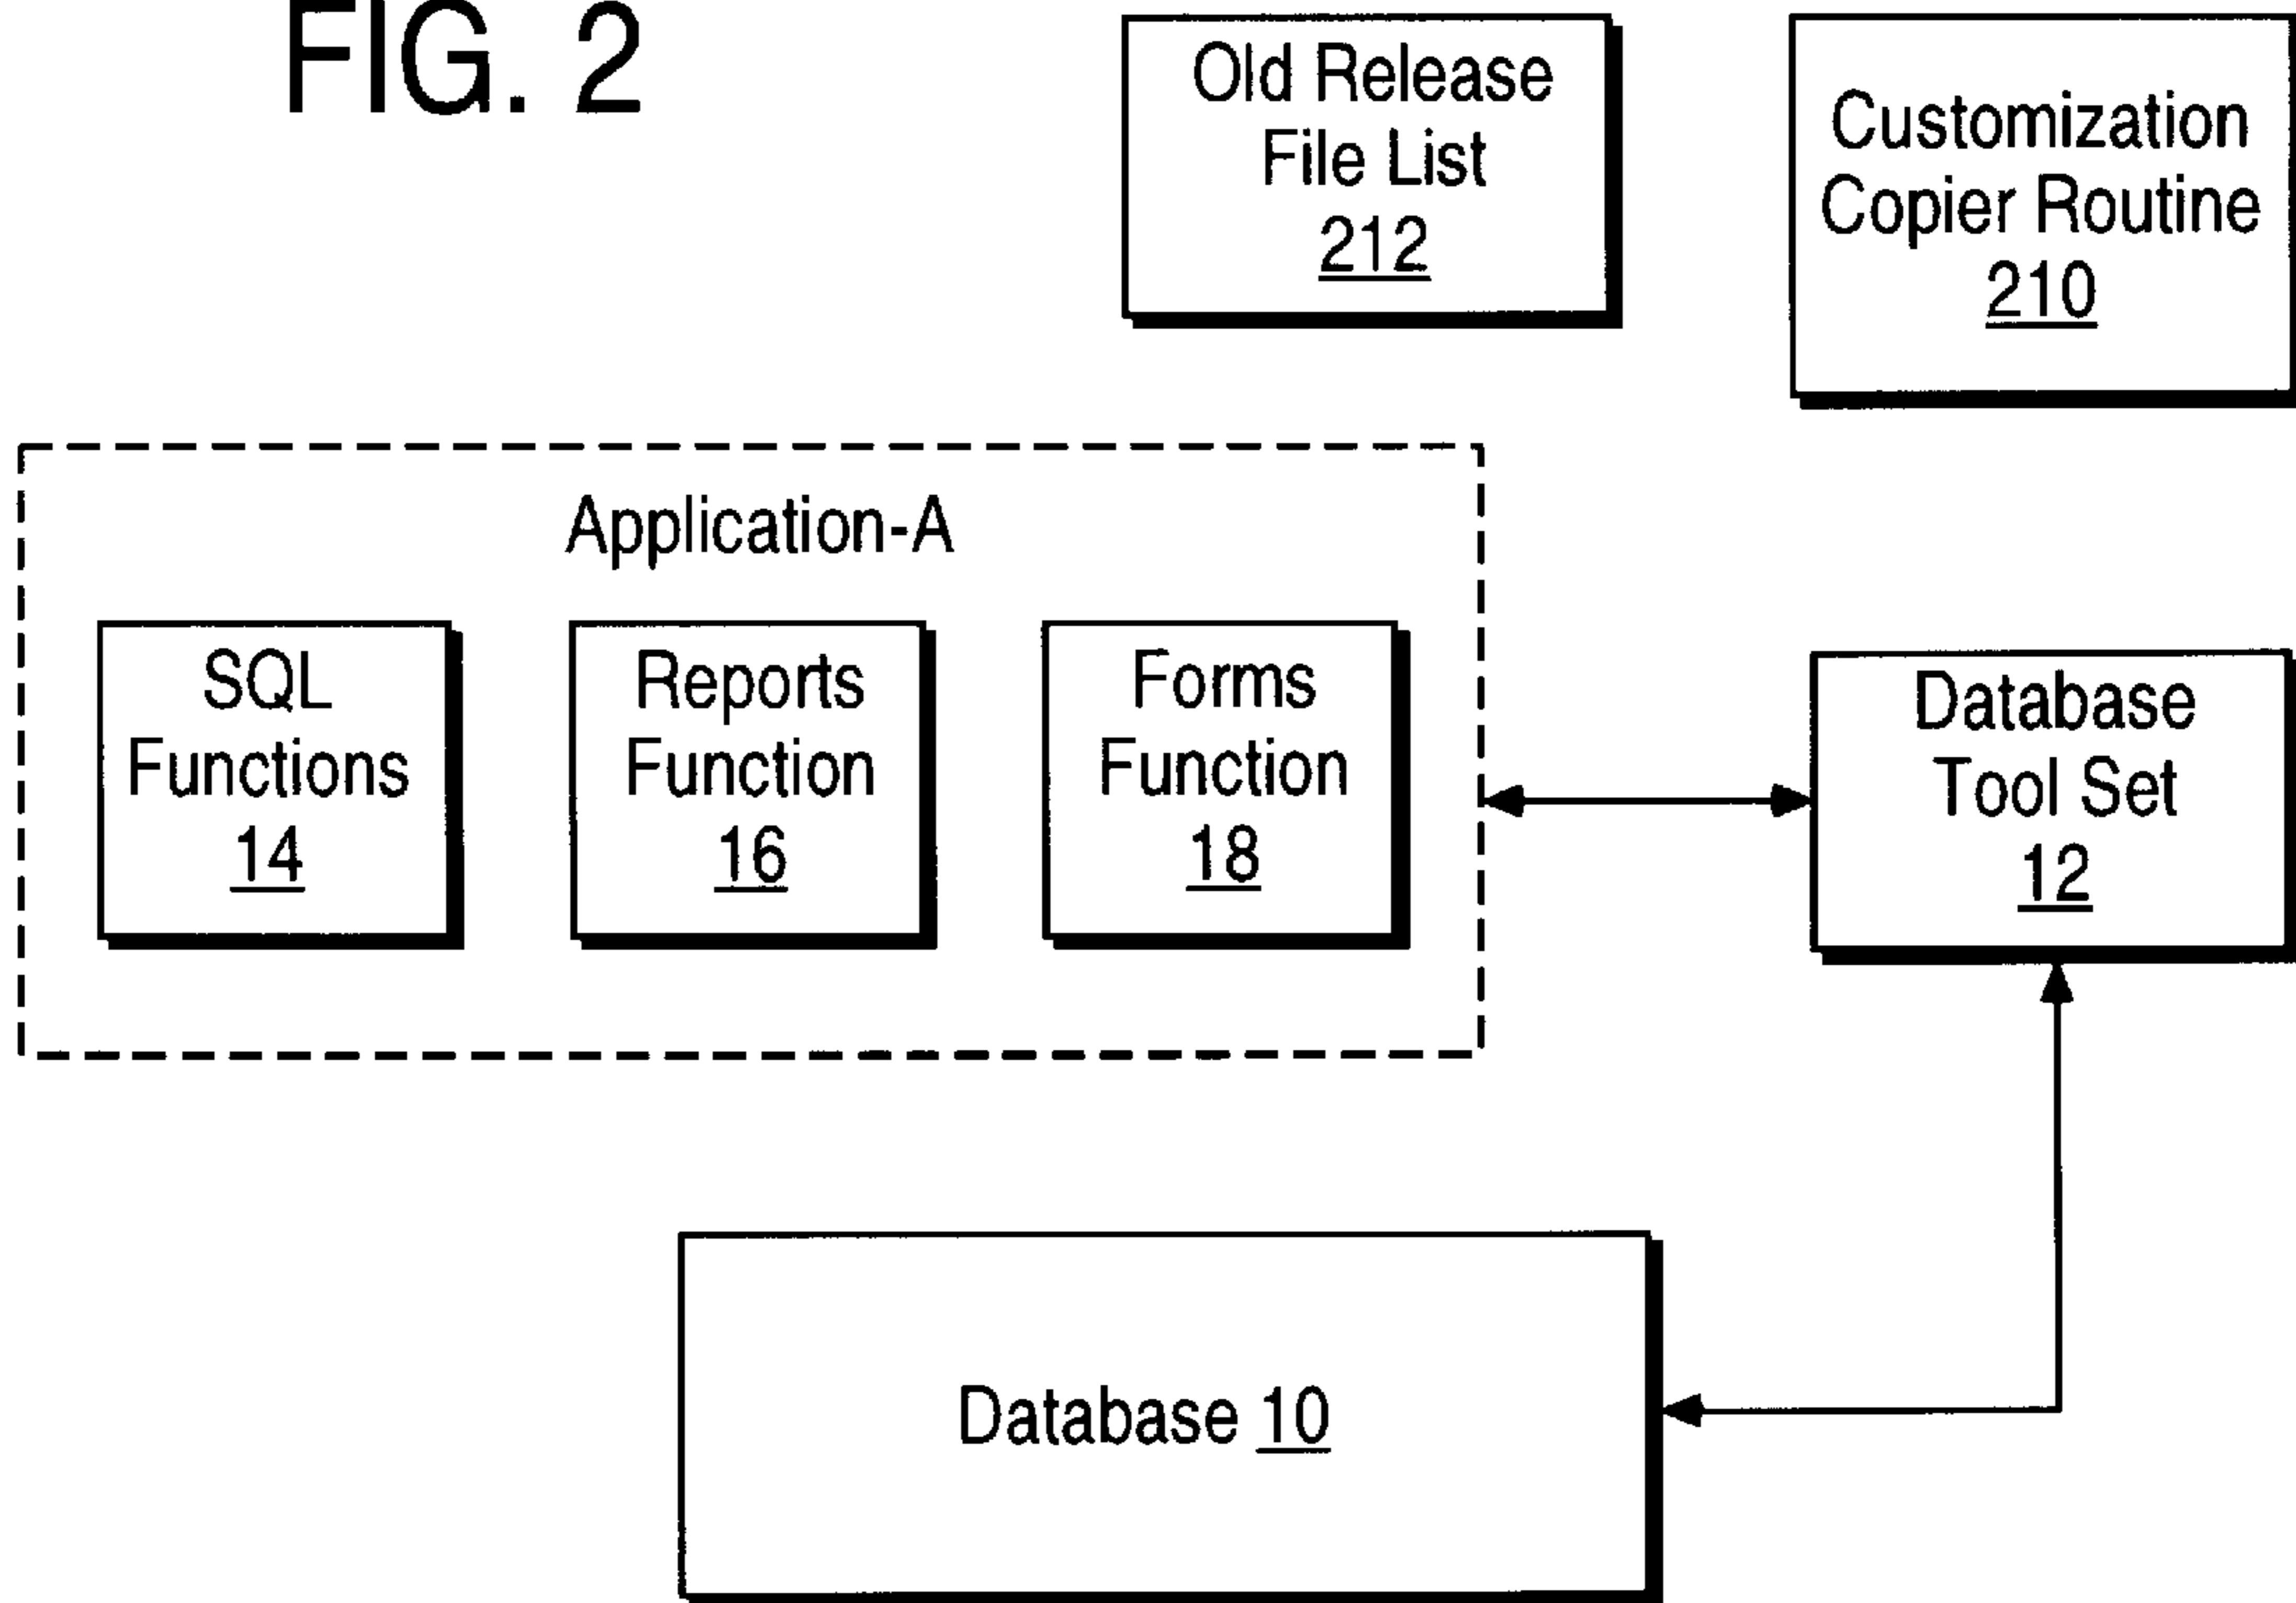 FIG. 2
Old Release
File List
212
Customization
Copier Routine
210
Application-A
SQL
Functions
14
Reports
Function
16
Forms
Function
18
Database
Tool Set
12
Database 10